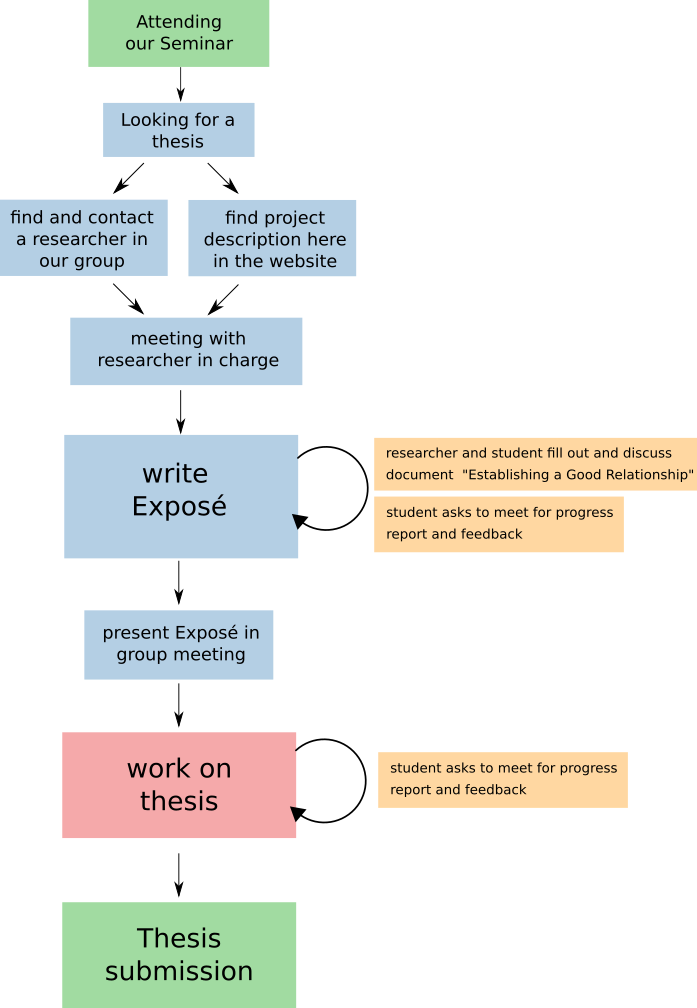 Attending
our Seminar
Looking for a
thesis
find and contact
a researcher in
our group
find project
description here
in the website
meeting with
researcher in charge
write
Exposé
researcher and student fill out and discuss
document "Establishing a Good Relationship"
student asks to meet for progress
report and feedback
present Exposé in
group meeting
work on
thesis
student asks to meet for progress
report and feedback
Thesis
submission